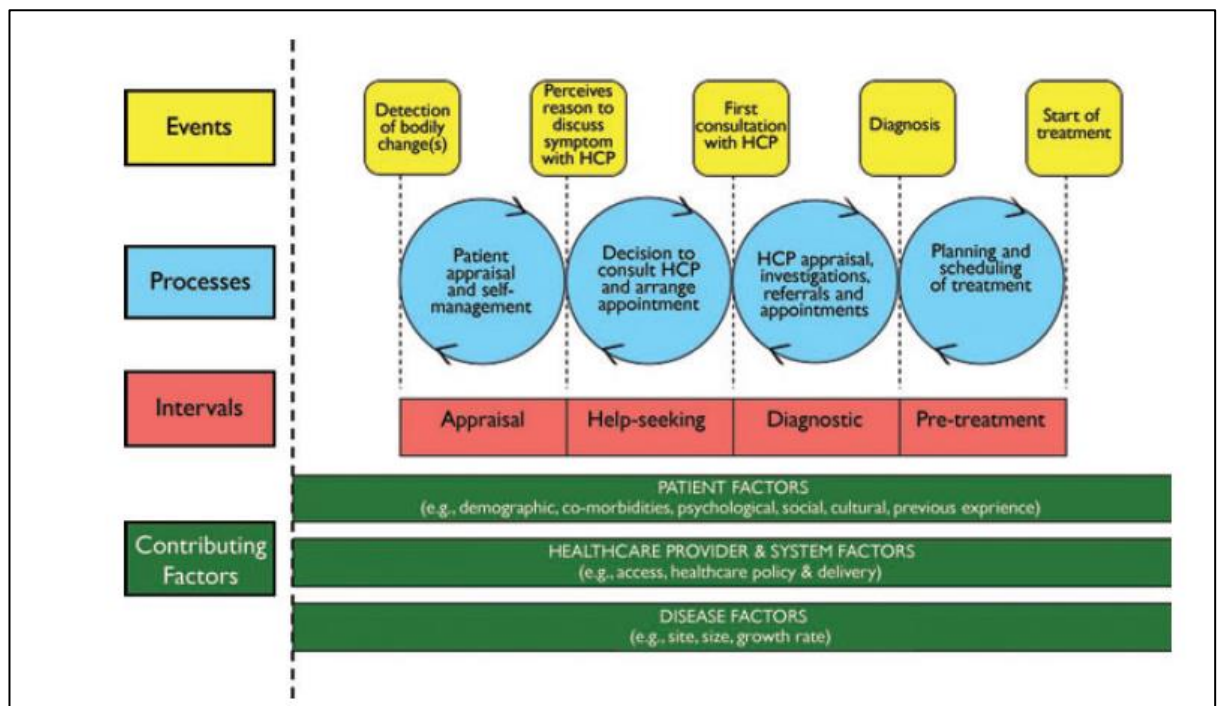 Events
Detection
of bodily
change(s)
Perceives
reason to
discuss
symptom
with HCP
First
consultation
with HCP
Diagnosis
Start of
treatment
Processes
Patient
appraisal
and self-
management
Decision to
consult HCP
and arrange
appointment
HCP appraisal,
investigations,
referrals and
appointments
Planning and
scheduling
of treatment
Intervals
Appraisal
Help-seeking
Diagnostic
Pre-treatment
Contributing
Factors
PATIENT FACTORS
(e.g., demographic, co-morbidities, psychological, social, cultural, previous exprience)
HEALTHCARE PROVIDER & SYSTEM FACTORS
(e.g., access, healthcare policy & delivery)
DISEASE FACTORS
(e.g., site, size, growth rate)